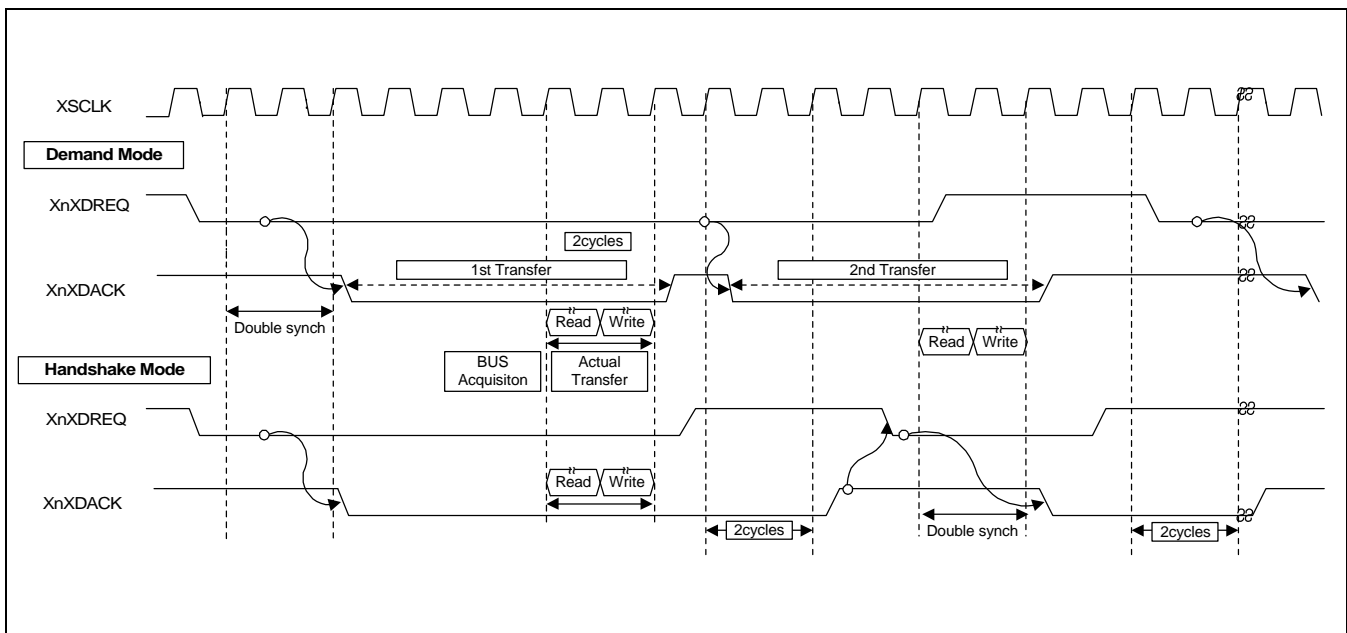 XSCLK
Demand Mode
XnXDREQ
2cycles
1st Transfer
2nd Transfer
XnXDACK
Double synch
Read
Write
Read
Write
BUS
Acquisiton
Actual
Transfer
Handshake Mode
XnXDREQ
Read
Write
XnXDACK
2cycles
Double synch
2cycles